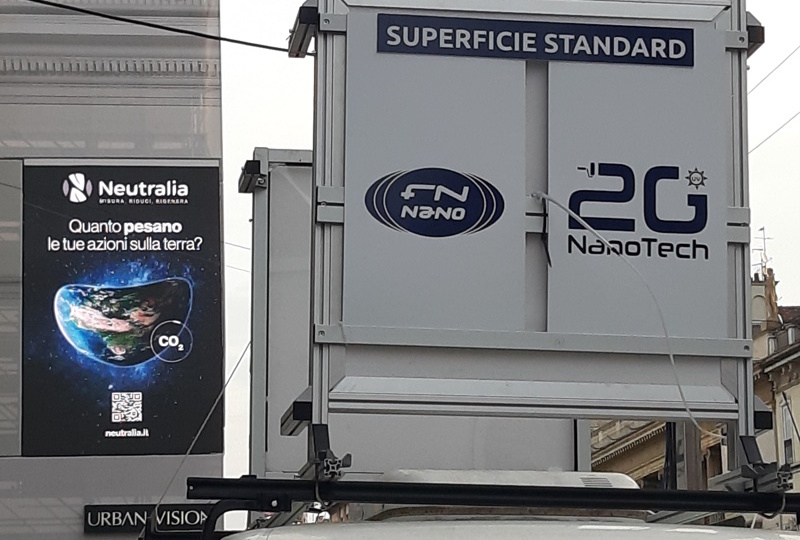 SUPERFICIE STANDARD
FN
NANO
2G
UV
NanoTech
Neutralia
MISURA, RIDUCI, RIGENERA
Quanto pesano
le tue azioni sulla terra?
CO₂
neutralia.it
URBAN VISION